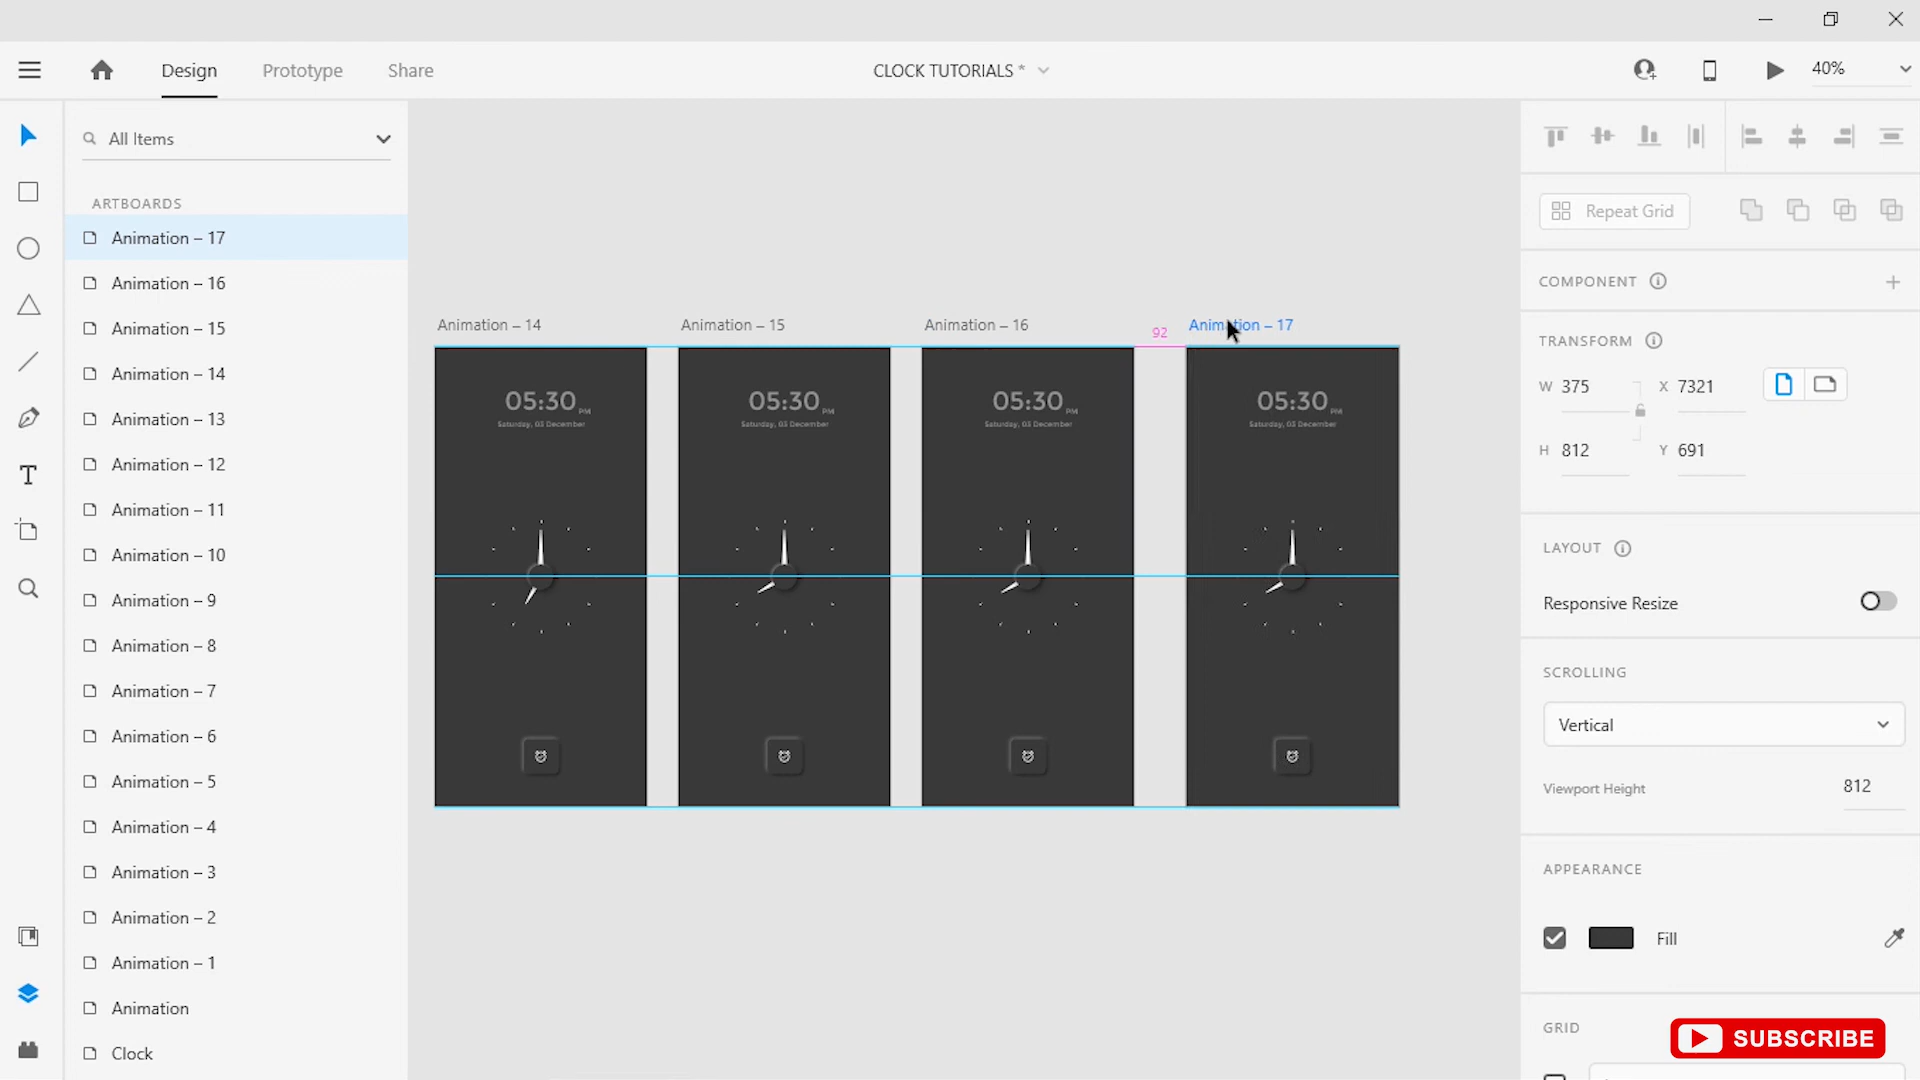 Design Prototype Share
CLOCK TUTORIALS *
40%
All Items
ARTBOARDS
Animation – 17
Animation – 16
Animation – 15
Animation – 14
Animation – 13
Animation – 12
Animation – 11
Animation – 10
Animation – 9
Animation – 8
Animation – 7
Animation – 6
Animation – 5
Animation – 4
Animation – 3
Animation – 2
Animation – 1
Animation
Clock
Animation – 14 Animation – 15 Animation – 16 92 Animation – 17
05:30 PM 05:30 PM 05:30 PM 05:30 PM
Saturday, 03 December Saturday, 03 December Saturday, 03 December Saturday, 03 December
Repeat Grid
COMPONENT
TRANSFORM
W 375 X 7321
H 812 Y 691
LAYOUT
Responsive Resize
SCROLLING
Vertical
Viewport Height 812
APPEARANCE
Fill
GRID
SUBSCRIBE